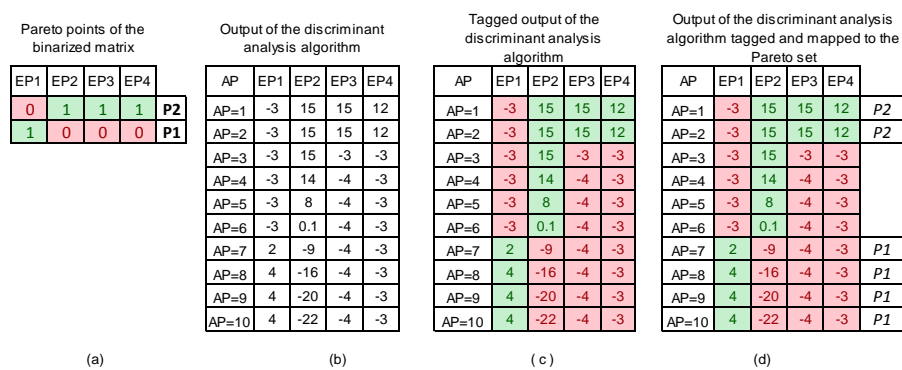 Pareto points of the
binarized matrix
EP1 EP2 EP3 EP4
0 1 1 1 P2
1 0 0 0 P1
(a)
Output of the discriminant
analysis algorithm
AP EP1 EP2 EP3 EP4
AP=1 -3 15 15 12
AP=2 -3 15 15 12
AP=3 -3 15 -3 -3
AP=4 -3 14 -4 -3
AP=5 -3 8 -4 -3
AP=6 -3 0.1 -4 -3
AP=7 2 -9 -4 -3
AP=8 4 -16 -4 -3
AP=9 4 -20 -4 -3
AP=10 4 -22 -4 -3
(b)
Tagged output of the
discriminant analysis
algorithm
AP EP1 EP2 EP3 EP4
AP=1 -3 15 15 12
AP=2 -3 15 15 12
AP=3 -3 15 -3 -3
AP=4 -3 14 -4 -3
AP=5 -3 8 -4 -3
AP=6 -3 0.1 -4 -3
AP=7 2 -9 -4 -3
AP=8 4 -16 -4 -3
AP=9 4 -20 -4 -3
AP=10 4 -22 -4 -3
( c )
Output of the discriminant analysis
algorithm tagged and mapped to the
Pareto set
AP EP1 EP2 EP3 EP4
AP=1 -3 15 15 12 P2
AP=2 -3 15 15 12 P2
AP=3 -3 15 -3 -3
AP=4 -3 14 -4 -3
AP=5 -3 8 -4 -3
AP=6 -3 0.1 -4 -3
AP=7 2 -9 -4 -3 P1
AP=8 4 -16 -4 -3 P1
AP=9 4 -20 -4 -3 P1
AP=10 4 -22 -4 -3 P1
(d)